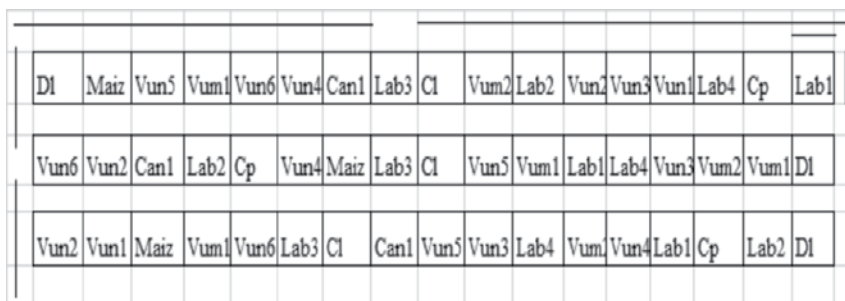 Dl Maiz Vun5 Vum1 Vun6 Vun4 Can1 Lab3 Cl Vum2 Lab2 Vun2 Vun3 Vun1 Lab4 Cp Lab1
Vun6 Vun2 Can1 Lab2 Cp Vun4 Maiz Lab3 Cl Vun5 Vum1 Lab1 Lab4 Vun3 Vum2 Vum1 Dl
Vun2 Vun1 Maiz Vum1 Vun6 Lab3 Cl Can1 Vun5 Vun3 Lab4 Vum2 Vun4 Lab1 Cp Lab2 Dl